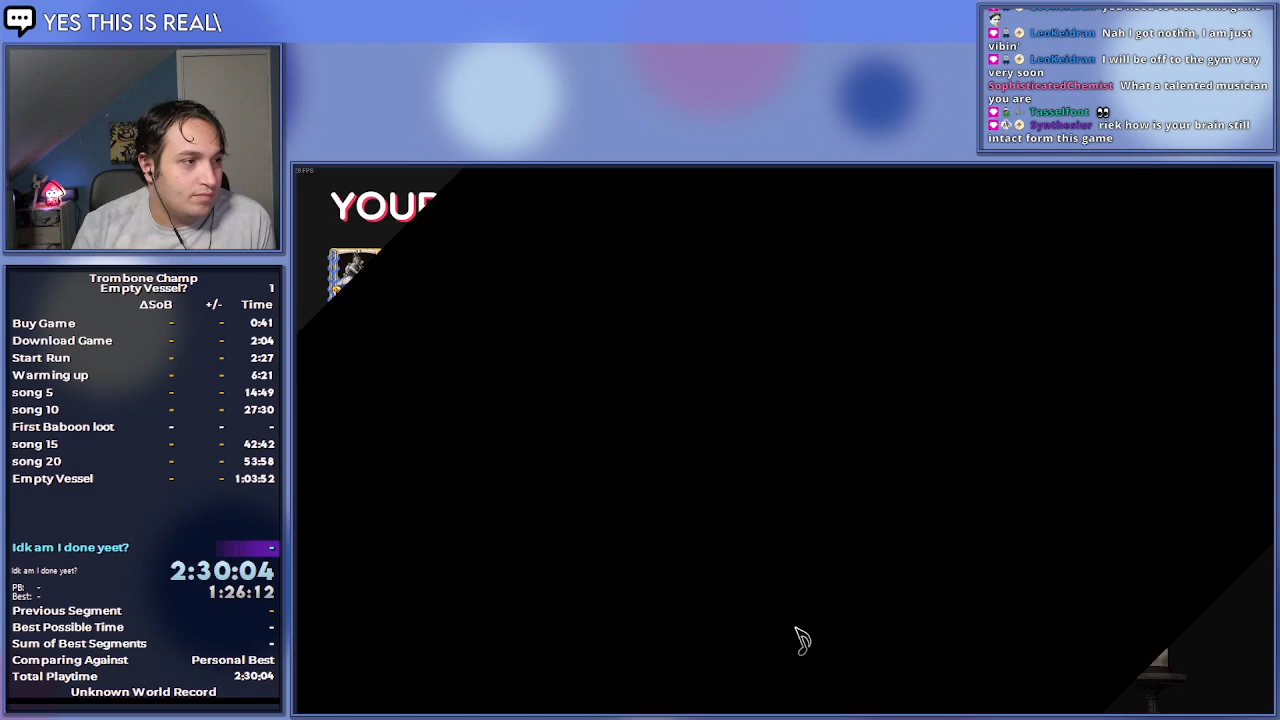 YES THIS IS REAL\
LeoKeidran Nah I got nothin, I am just
vibin'
LeoKeidran I will be off to the gym very
very soon
SophisticatedChemist What a talented musician
you are
Tasselfoot 👀
Synthesiur riek how is your brain still
intact form this game
28 FPS
YOUR
Trombone Champ
Empty Vessel? 1
ΔSoB +/- Time
Buy Game - - 0:41
Download Game - - 2:04
Start Run - - 2:27
Warming up - - 6:21
song 5 - - 14:49
song 10 - - 27:30
First Baboon loot - - -
song 15 - - 42:42
song 20 - - 53:58
Empty Vessel - - 1:03:52
Idk am I done yeet? -
Idk am I done yeet? 2:30:04
PB: -
Best: - 1:26:12
Previous Segment -
Best Possible Time -
Sum of Best Segments -
Comparing Against Personal Best
Total Playtime 2:30:04
Unknown World Record